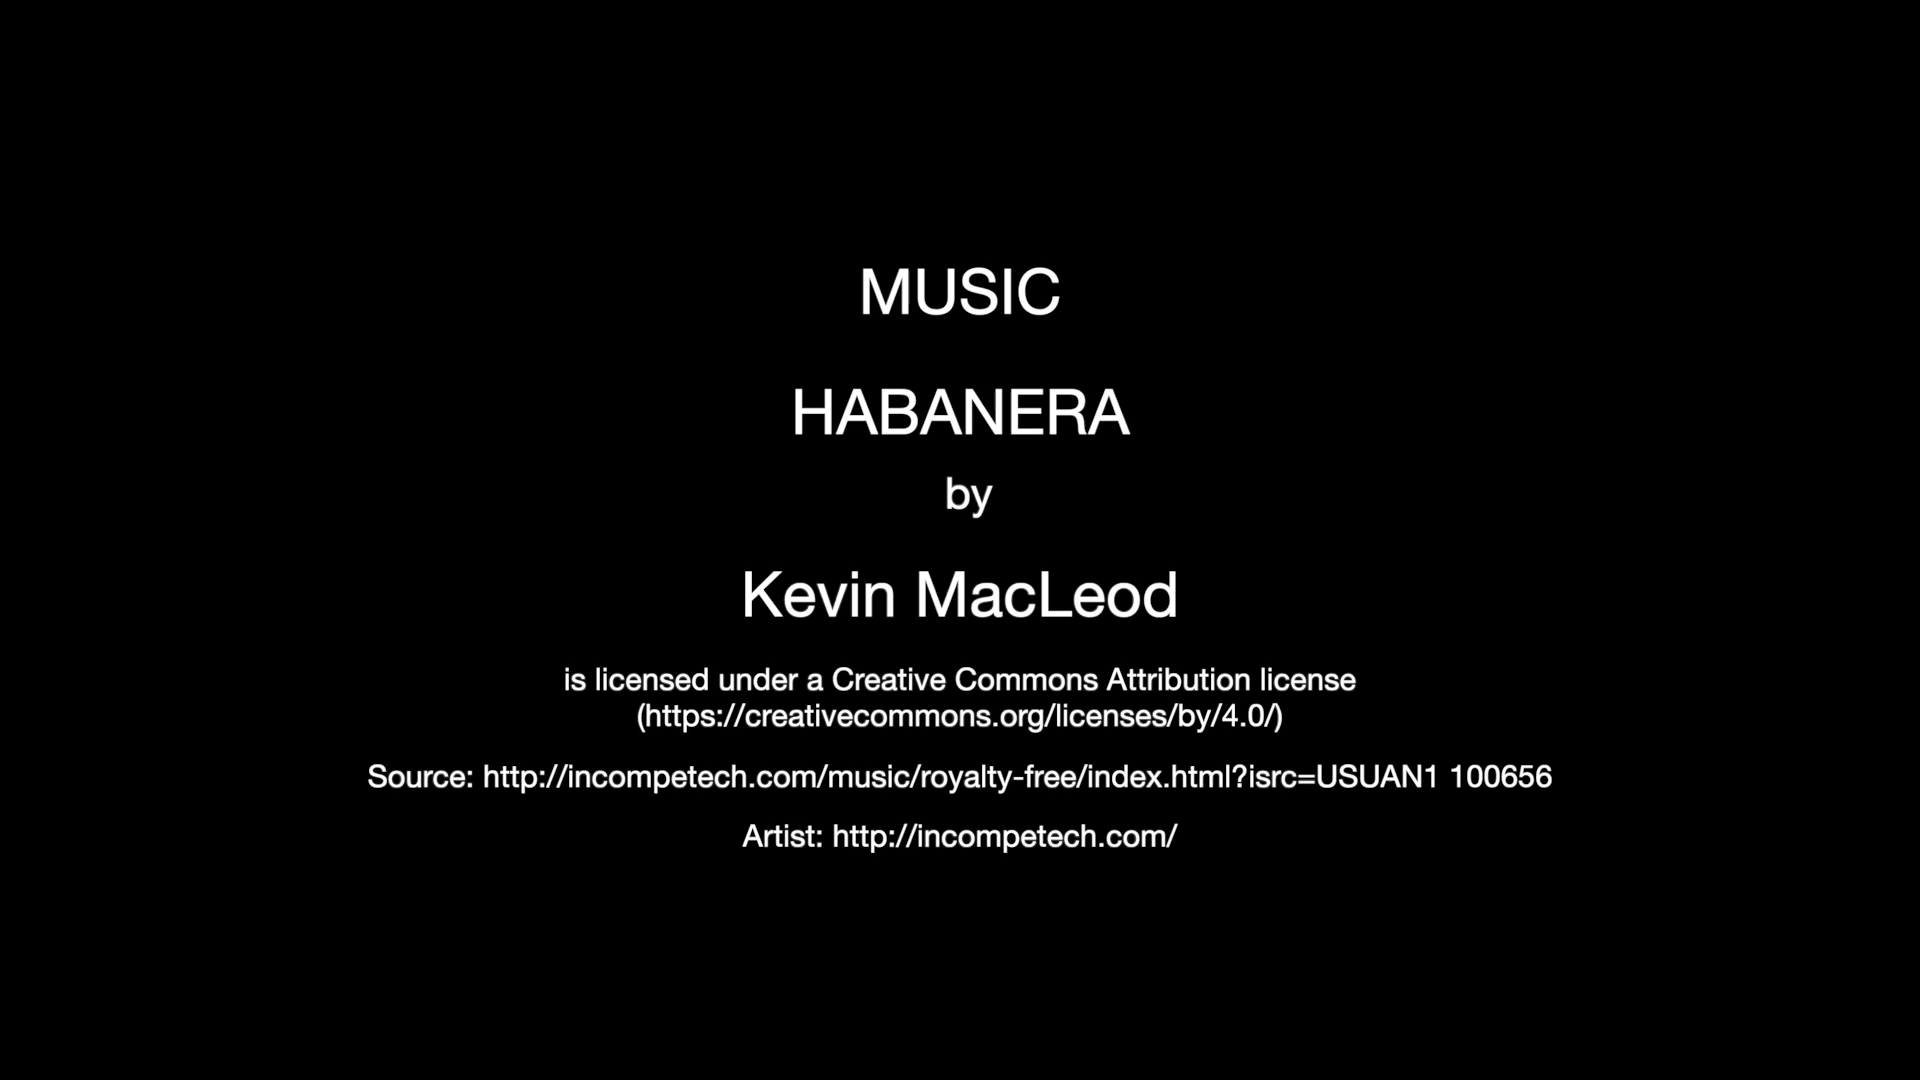 MUSIC
HABANERA
by
Kevin MacLeod
is licensed under a Creative Commons Attribution license
(https://creativecommons.org/licenses/by/4.0/)
Source: http://incompetech.com/music/royalty-free/index.html?isrc=USUAN1 100656
Artist: http://incompetech.com/